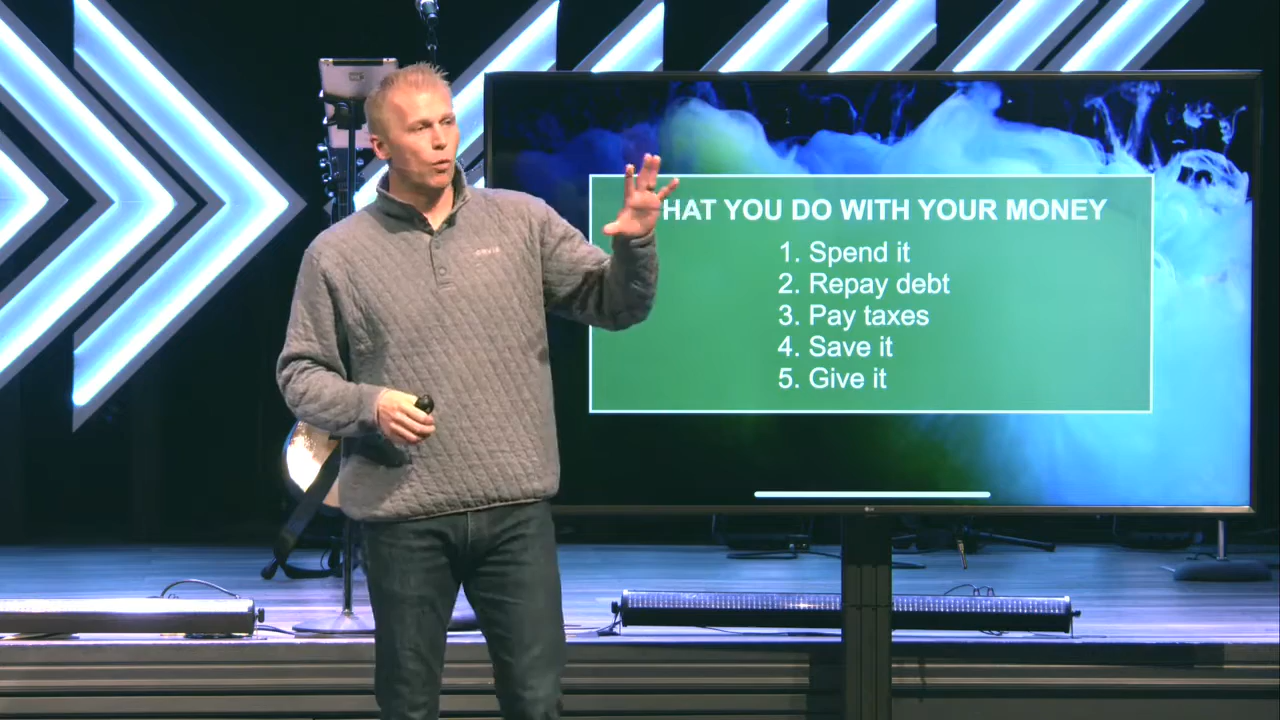 HAT YOU DO WITH YOUR MONEY
1. Spend it
2. Repay debt
3. Pay taxes
4. Save it
5. Give it
LG